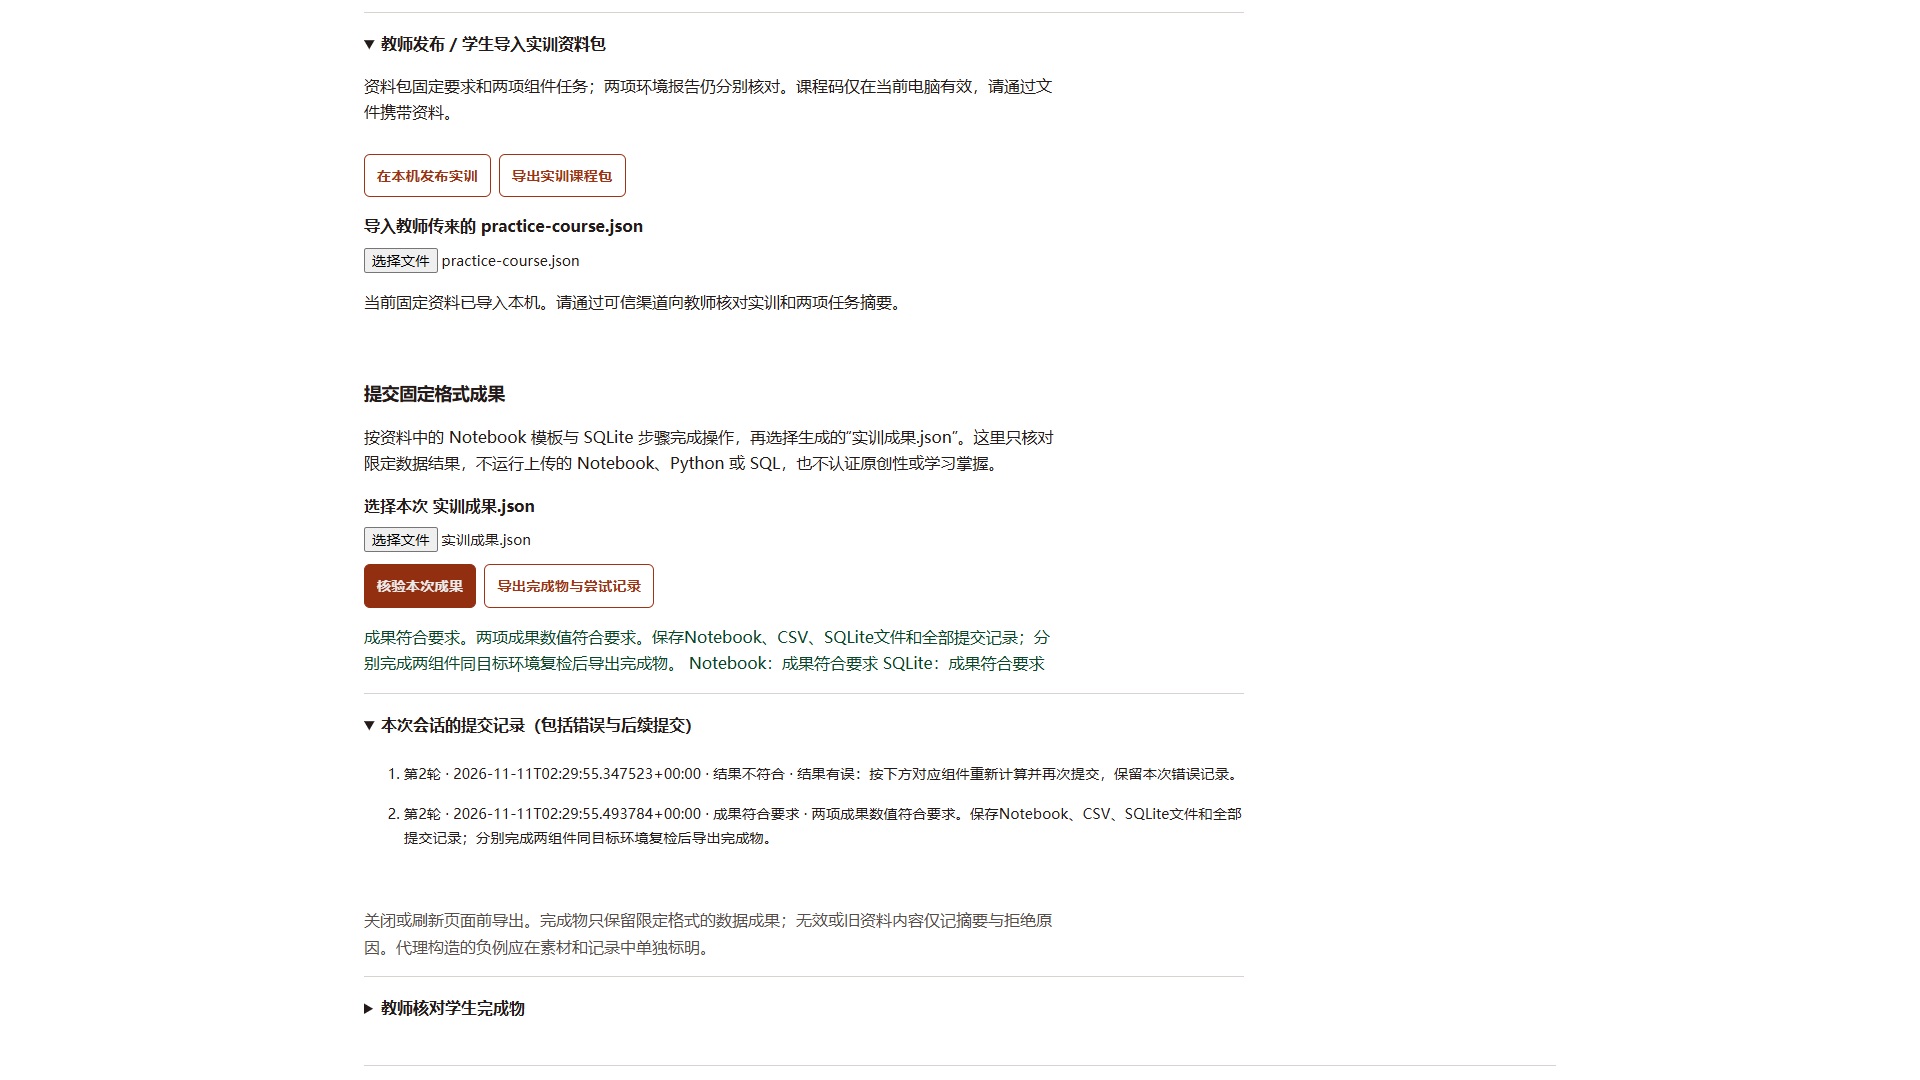 ▼ 教师发布 / 学生导入实训资料包
资料包固定要求和两项组件任务；两项环境报告仍分别核对。课程码仅在当前电脑有效，请通过文
件携带资料。
在本机发布实训 导出实训课程包
导入教师传来的 practice-course.json
选择文件 practice-course.json
当前固定资料已导入本机。请通过可信渠道向教师核对实训和两项任务摘要。
提交固定格式成果
按资料中的 Notebook 模板与 SQLite 步骤完成操作，再选择生成的“实训成果.json”。这里只核对
限定数据结果，不运行上传的 Notebook、Python 或 SQL，也不认证原创性或学习掌握。
选择本次 实训成果.json
选择文件 实训成果.json
核验本次成果 导出完成物与尝试记录
成果符合要求。两项成果数值符合要求。保存Notebook、CSV、SQLite文件和全部提交记录；分
别完成两组件同目标环境复检后导出完成物。 Notebook：成果符合要求 SQLite：成果符合要求
▼ 本次会话的提交记录（包括错误与后续提交）
1. 第2轮 · 2026-11-11T02:29:55.347523+00:00 · 结果不符合 · 结果有误：按下方对应组件重新计算并再次提交，保留本次错误记录。
2. 第2轮 · 2026-11-11T02:29:55.493784+00:00 · 成果符合要求 · 两项成果数值符合要求。保存Notebook、CSV、SQLite文件和全部
提交记录；分别完成两组件同目标环境复检后导出完成物。
关闭或刷新页面前导出。完成物只保留限定格式的数据成果；无效或旧资料内容仅记摘要与拒绝原
因。代理构造的负例应在素材和记录中单独标明。
▶ 教师核对学生完成物